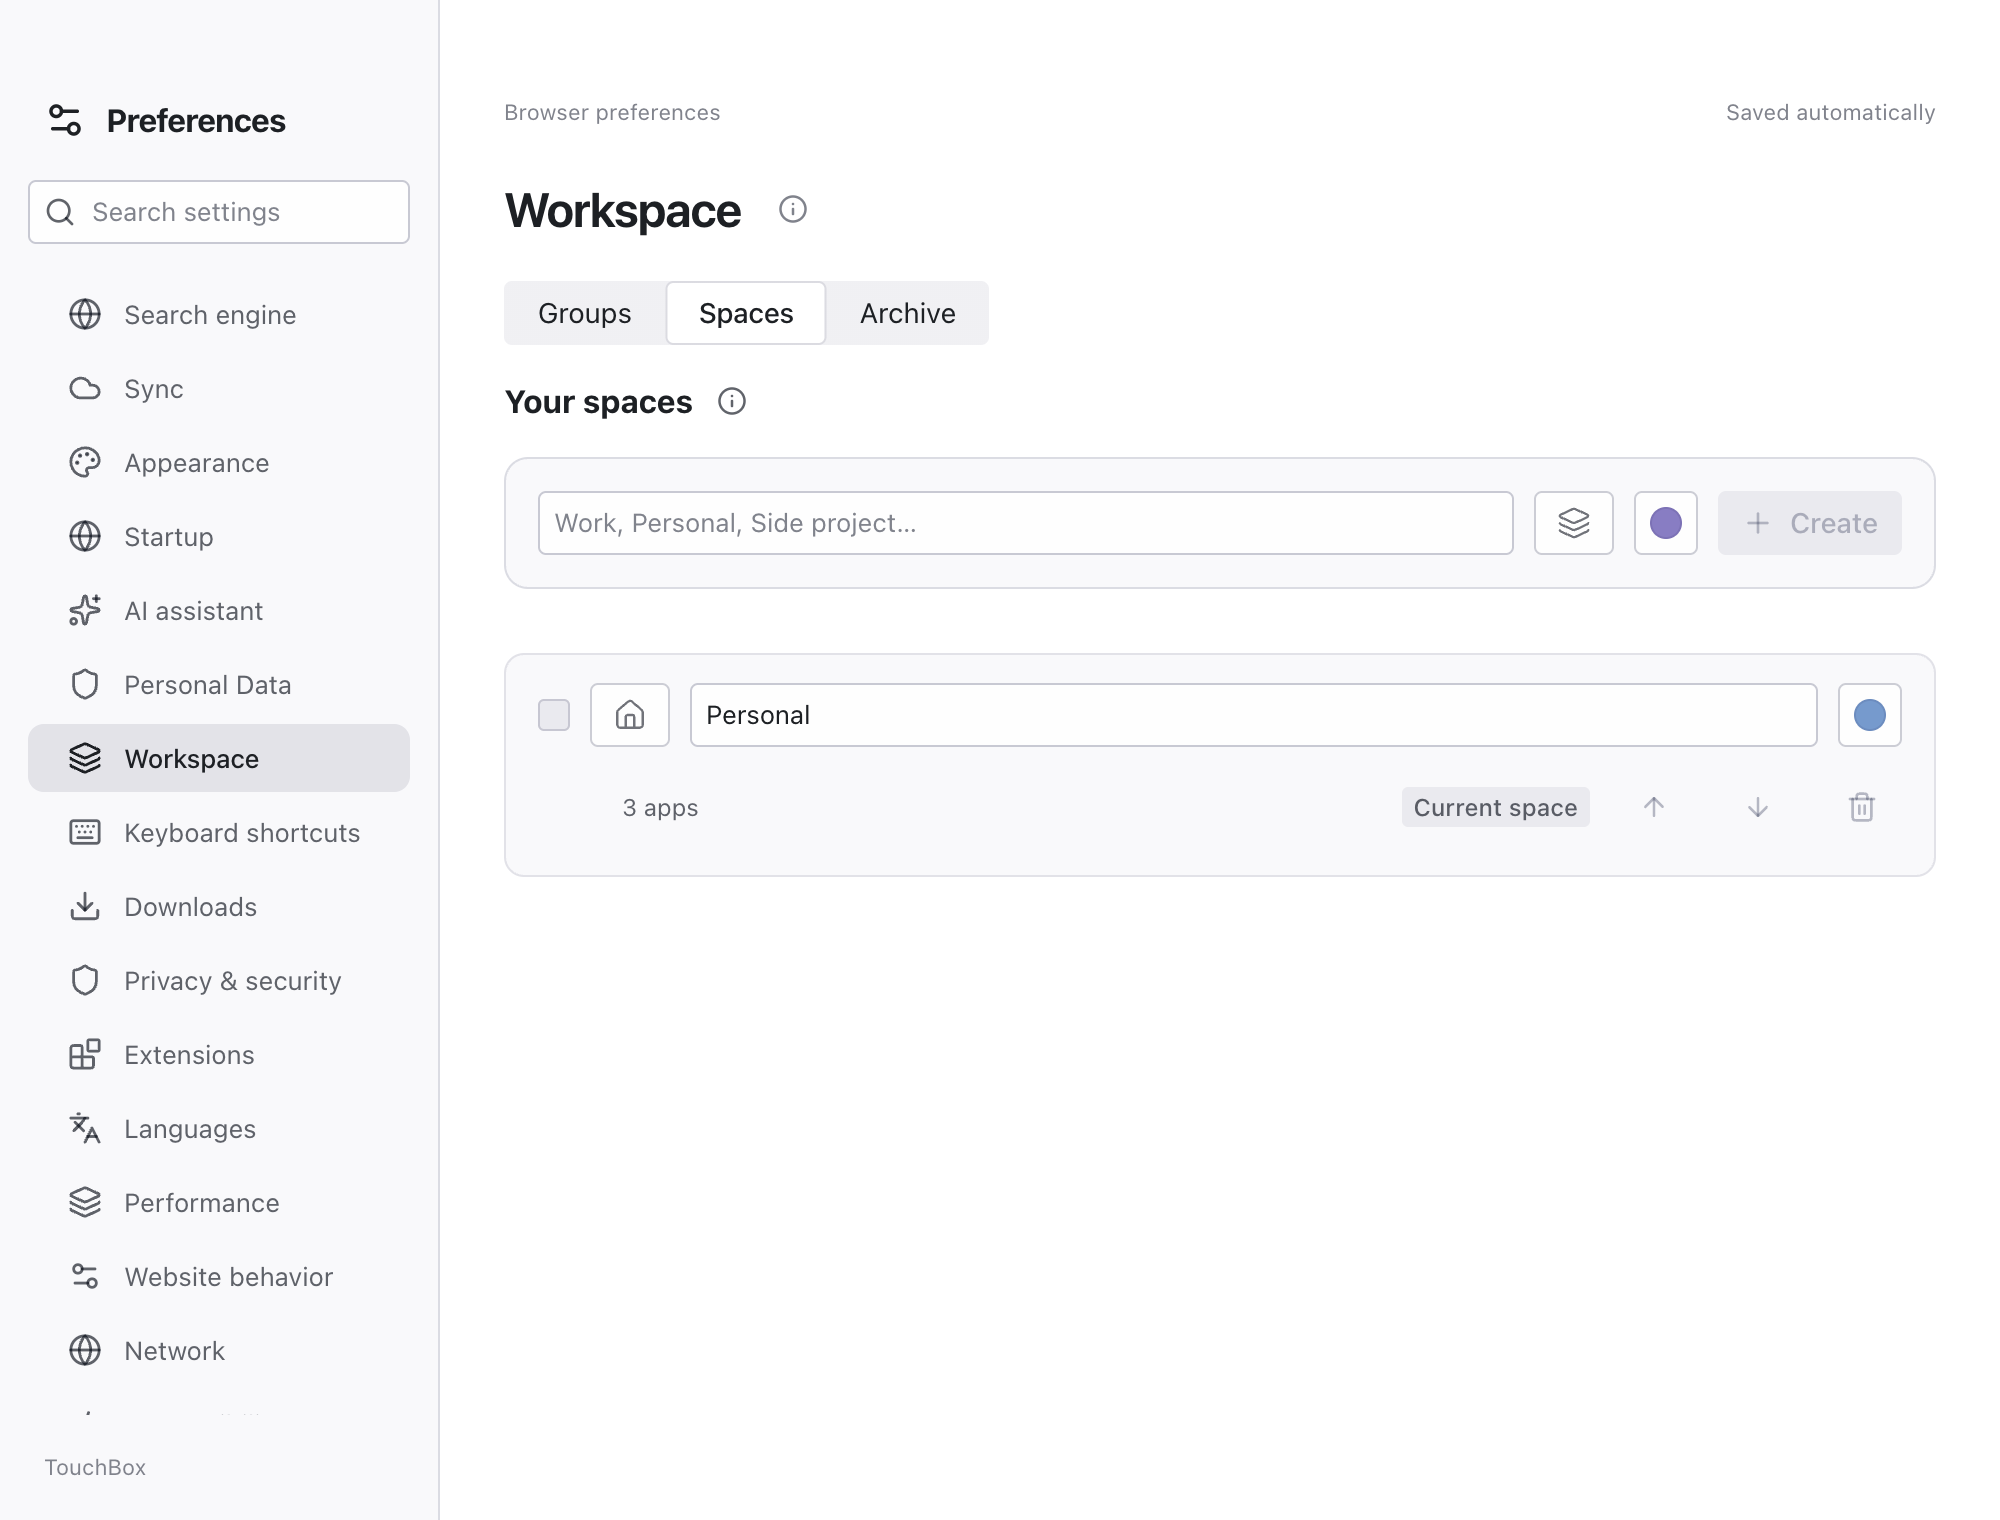 Preferences
Search settings
Search engine
Sync
Appearance
Startup
AI assistant
Personal Data
Workspace
Keyboard shortcuts
Downloads
Privacy & security
Extensions
Languages
Performance
Website behavior
Network
TouchBox
Browser preferences
Saved automatically
Workspace
Groups Spaces Archive
Your spaces
Work, Personal, Side project...
Create
Personal
3 apps
Current space